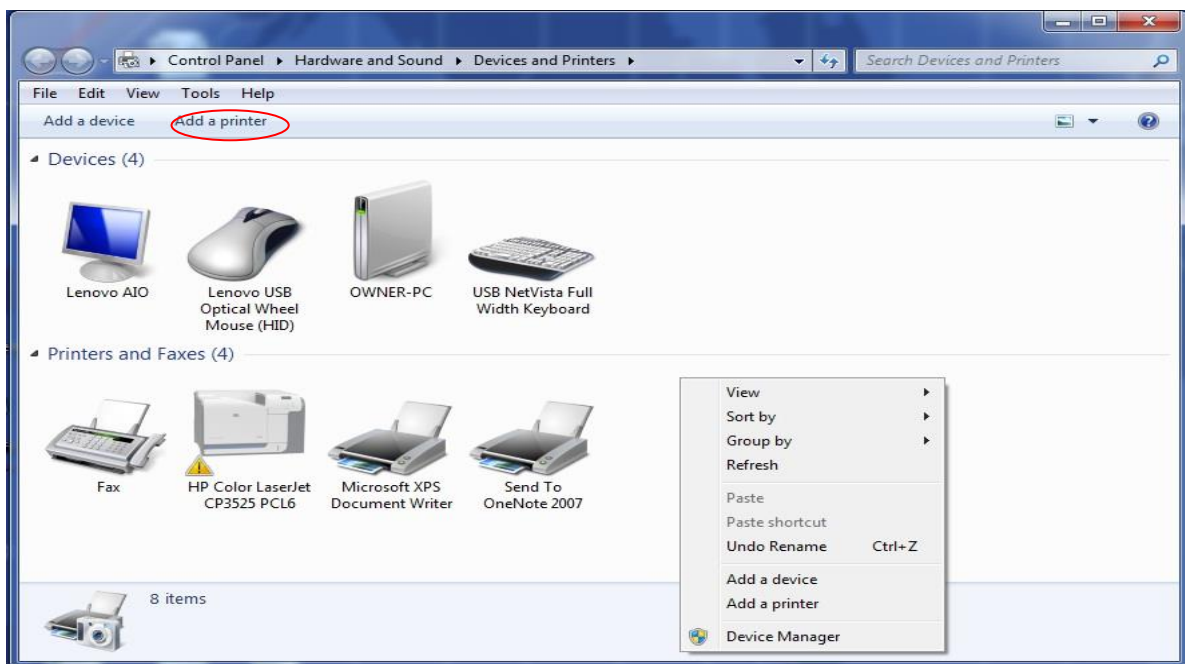 Control Panel Hardware and Sound Devices and Printers Search Devices and Printers
File Edit View Tools Help
Add a device Add a printer
Devices (4)
Lenovo AIO
Lenovo USB
Optical Wheel
Mouse (HID)
OWNER-PC
USB NetVista Full
Width Keyboard
Printers and Faxes (4)
Fax
HP Color LaserJet
CP3525 PCL6
Microsoft XPS
Document Writer
Send To
OneNote 2007
View
Sort by
Group by
Refresh
Paste
Paste shortcut
Undo Rename Ctrl+Z
Add a device
Add a printer
Device Manager
8 items